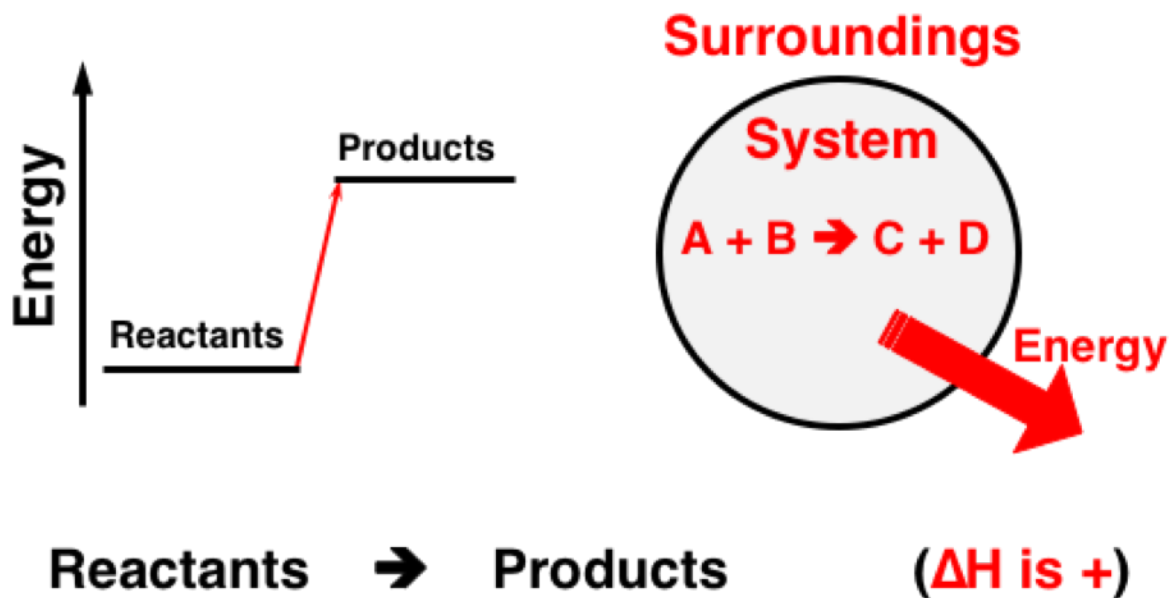 Surroundings
System
A + B ➔ C + D
Energy
Energy
Products
Reactants
Reactants ➔ Products (ΔH is +)